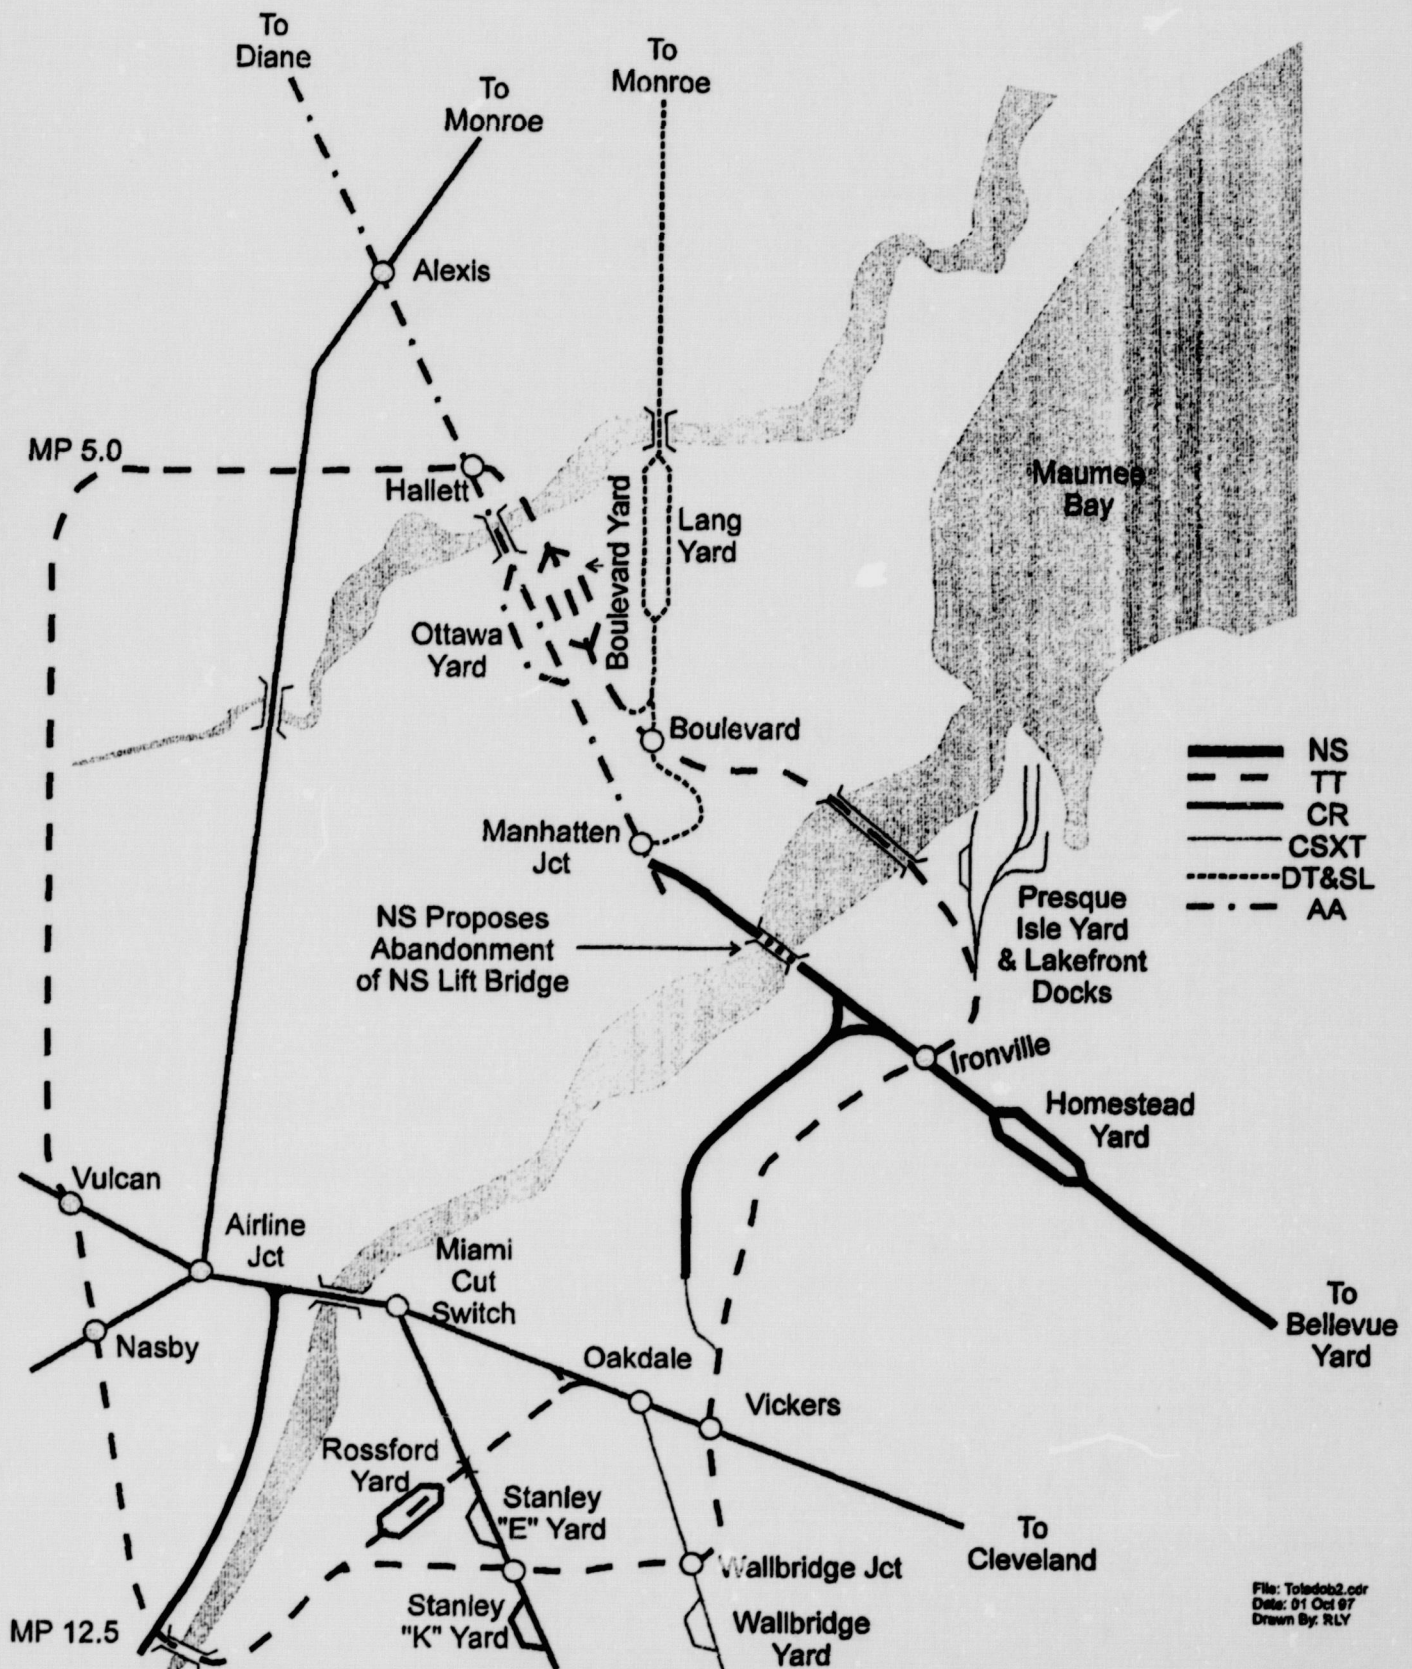 To
Diane
To
Monroe
To
Monroe
Alexis
MP 5.0
Hallett
Boulevard Yard
Lang
Yard
Maumee
Bay
Ottawa
Yard
Boulevard
NS
TT
CR
CSXT
DT&SL
AA
Manhatten
Jct
NS Proposes
Abandonment
of NS Lift Bridge
Presque
Isle Yard
& Lakefront
Docks
Ironville
Homestead
Yard
Vulcan
Airline
Jct
Miami
Cut
Switch
To
Bellevue
Yard
Nasby
Oakdale
Vickers
Rossford
Yard
Stanley
"E" Yard
To
Cleveland
Wallbridge Jct
Stanley
"K" Yard
Wallbridge
Yard
MP 12.5
File: Toledob2.cdr
Date: 01 Oct 97
Drawn By: RLY